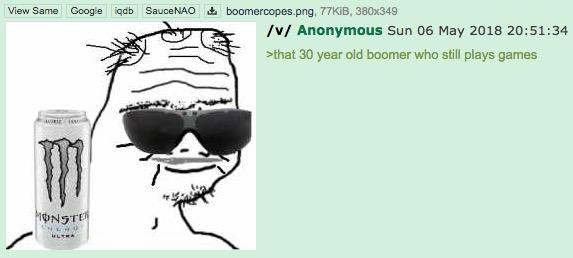 View Same Google iqdb SauceNAO boomercopes.png, 77KiB, 380x349
/v/ Anonymous Sun 06 May 2018 20:51:34
>that 30 year old boomer who still plays games
MONSTER
ENERGY
ULTRA